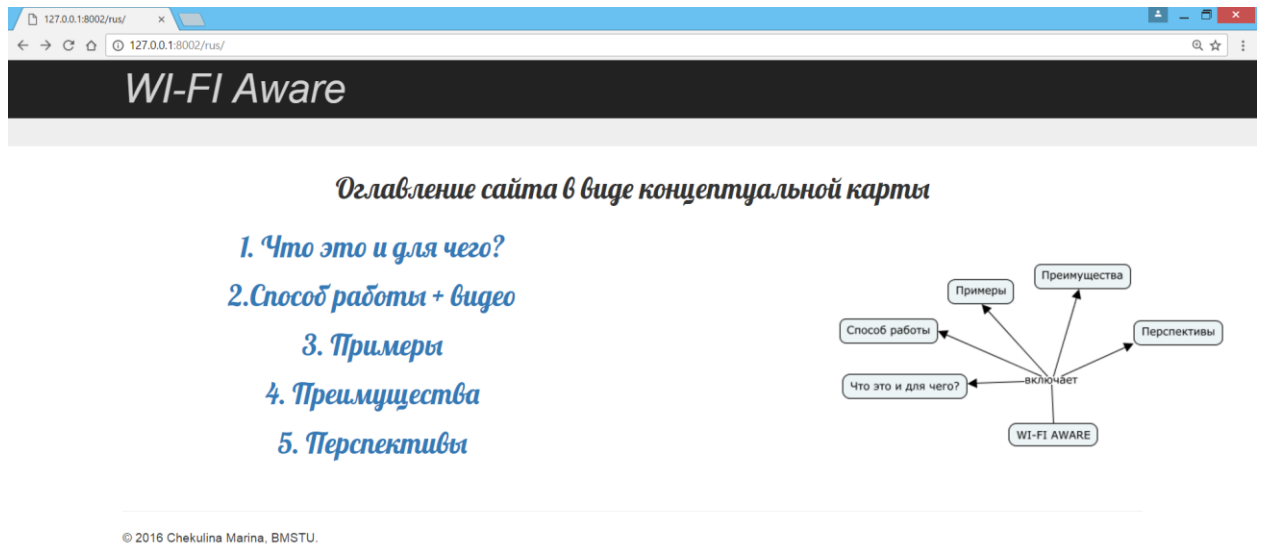 127.0.0.1:8002/rus/
127.0.0.1:8002/rus/
WI-FI Aware
Оглавление сайта в виде концептуальной карты
1. Что это и для чего?
2.Способ работы + видео
3. Примеры
4. Преимущества
5. Перспективы
Преимущества
Примеры
Способ работы
Перспективы
Что это и для чего?
включает
WI-FI AWARE
© 2016 Chekulina Marina, BMSTU.